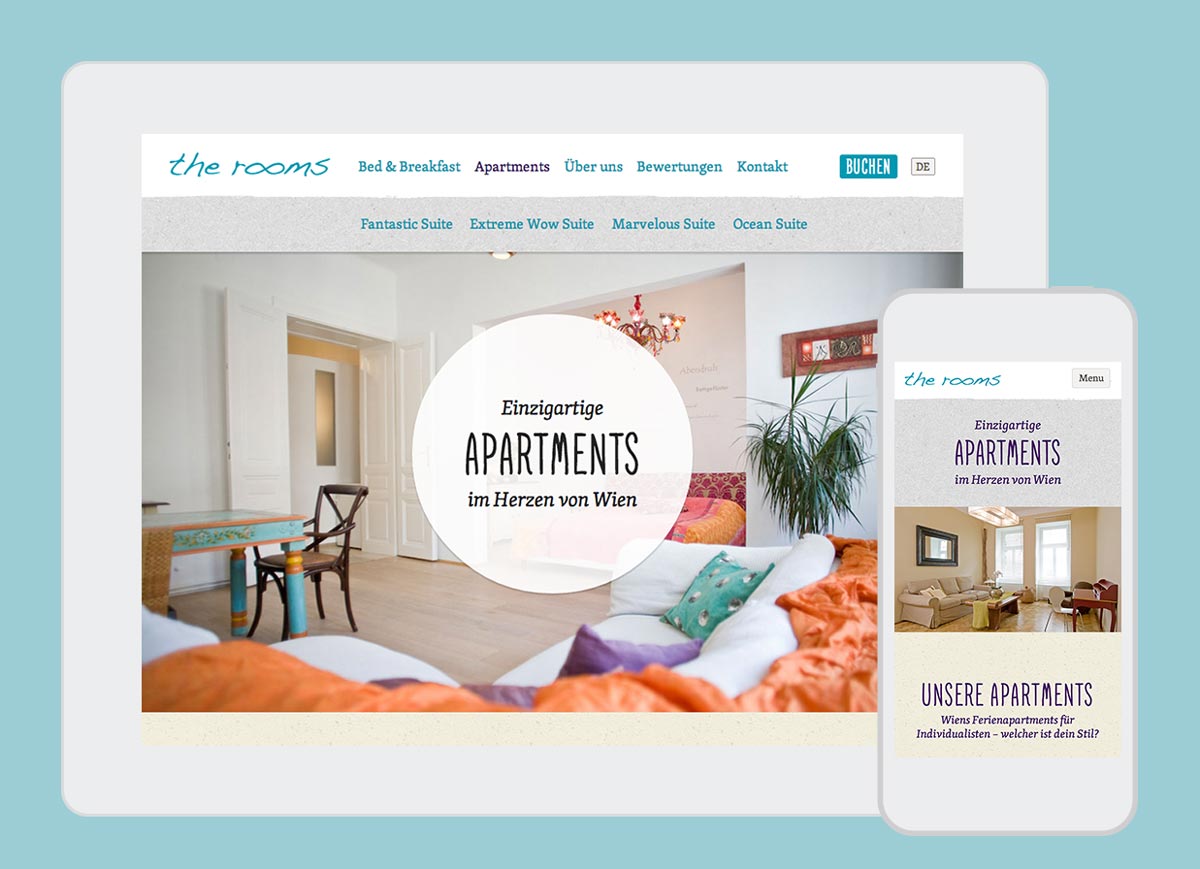 the rooms Bed & Breakfast Apartments Über uns Bewertungen Kontakt BUCHEN DE
Fantastic Suite Extreme Wow Suite Marvelous Suite Ocean Suite
Abendruh
Einzigartige
APARTMENTS
im Herzen von Wien
the rooms Menu
Einzigartige
APARTMENTS
im Herzen von Wien
UNSERE APARTMENTS
Wiens Ferienapartments für
Individualisten – welcher ist dein Stil?